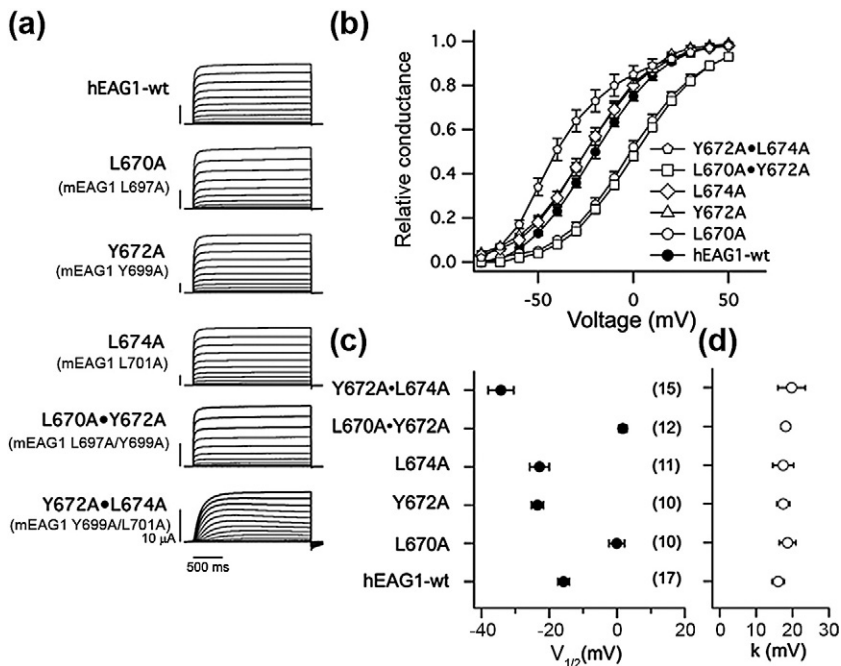 (a)
hEAG1-wt
L670A
(mEAG1 L697A)
Y672A
(mEAG1 Y699A)
L674A
(mEAG1 L701A)
L670A•Y672A
(mEAG1 L697A/Y699A)
Y672A•L674A
(mEAG1 Y699A/L701A)
10 µA
500 ms
(b)
Relative conductance
1.0
0.8
0.6
0.4
0.2
0.0
-50
0
50
Voltage (mV)
Y672A•L674A
L670A•Y672A
L674A
Y672A
L670A
hEAG1-wt
(c)
Y672A•L674A
(15)
L670A•Y672A
(12)
L674A
(11)
Y672A
(10)
L670A
(10)
hEAG1-wt
(17)
-40
-20
0
20
V1/2(mV)
(d)
0
10
20
30
k (mV)